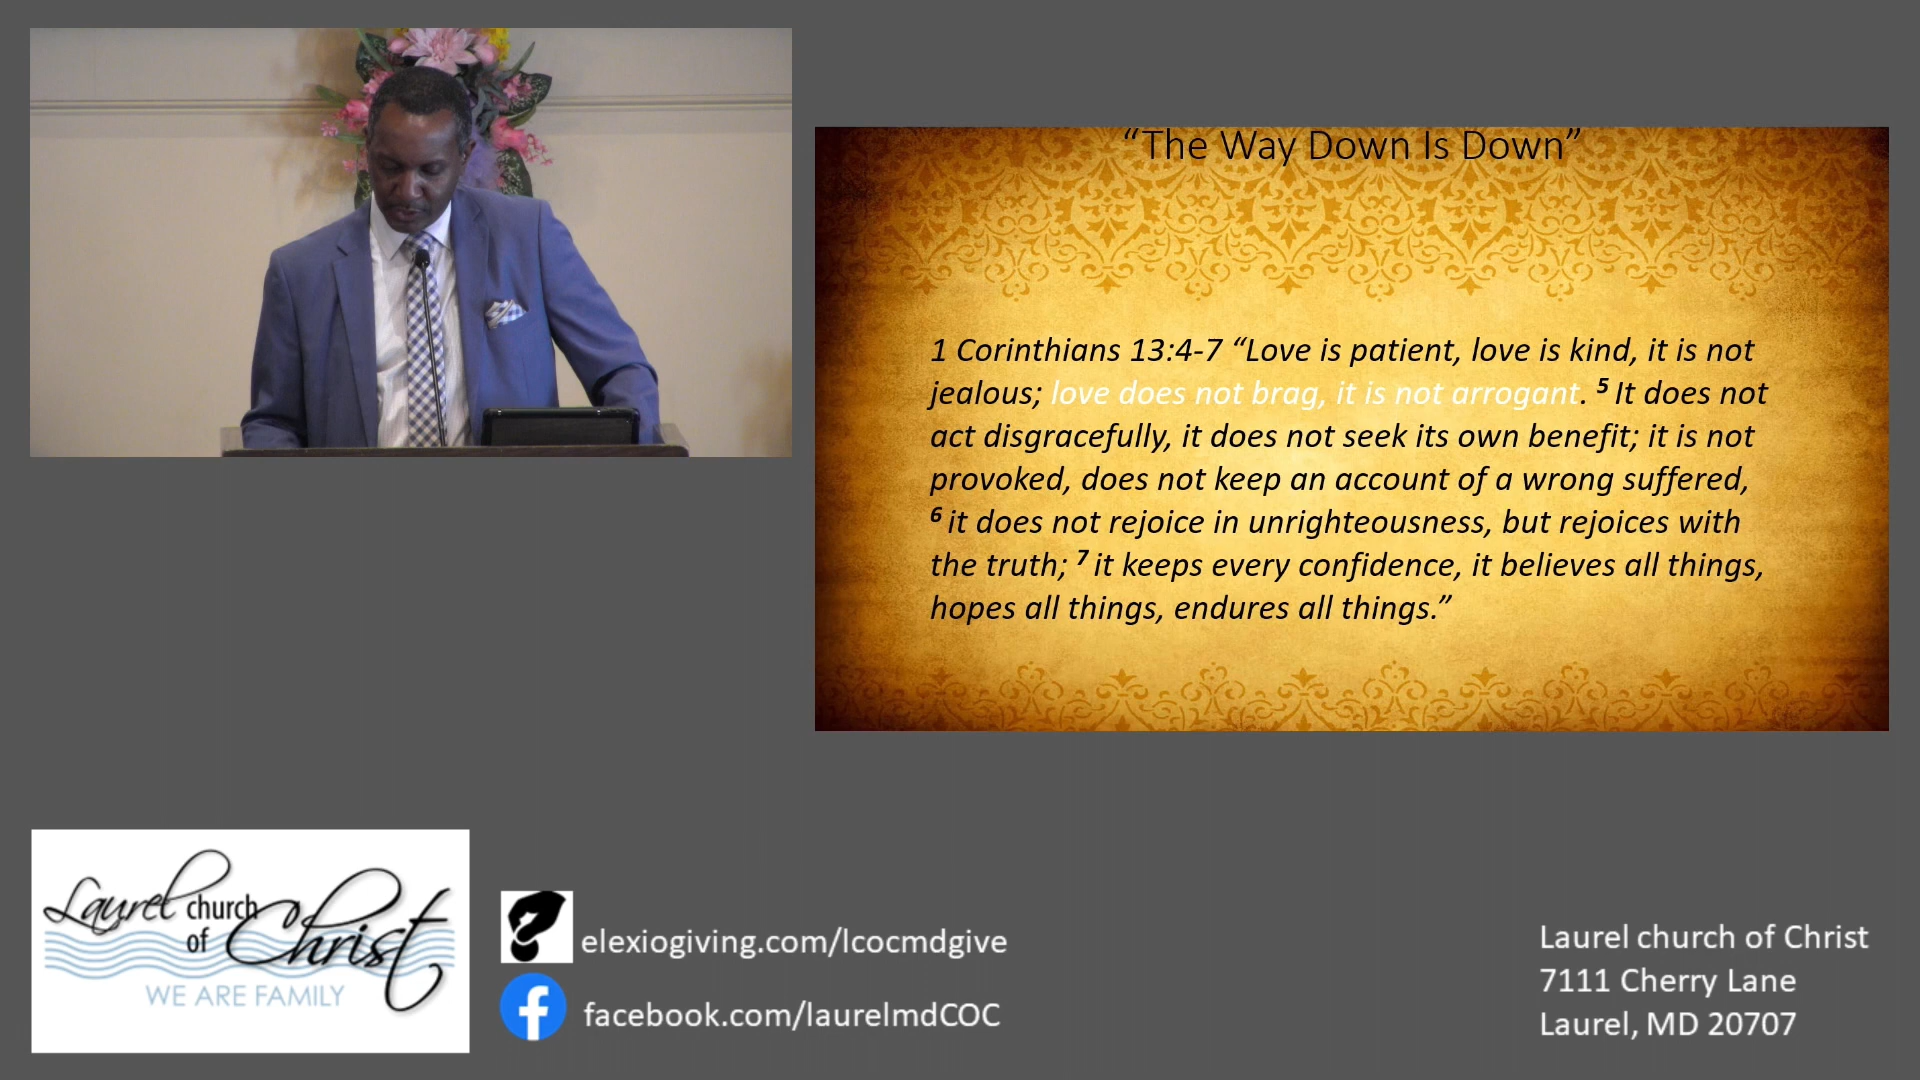 “The Way Down Is Down”
1 Corinthians 13:4-7 “Love is patient, love is kind, it is not
jealous; love does not brag, it is not arrogant. 5 It does not
act disgracefully, it does not seek its own benefit; it is not
provoked, does not keep an account of a wrong suffered,
6 it does not rejoice in unrighteousness, but rejoices with
the truth; 7 it keeps every confidence, it believes all things,
hopes all things, endures all things.”
Laurel church of Christ
WE ARE FAMILY
elexiogiving.com/lcocmdgive
facebook.com/laurelmdCOC
Laurel church of Christ
7111 Cherry Lane
Laurel, MD 20707